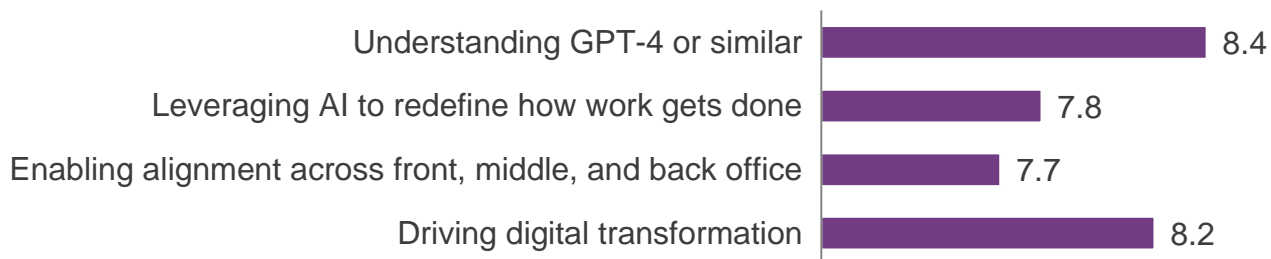 Understanding GPT-4 or similar 8.4
Leveraging AI to redefine how work gets done 7.8
Enabling alignment across front, middle, and back office 7.7
Driving digital transformation 8.2